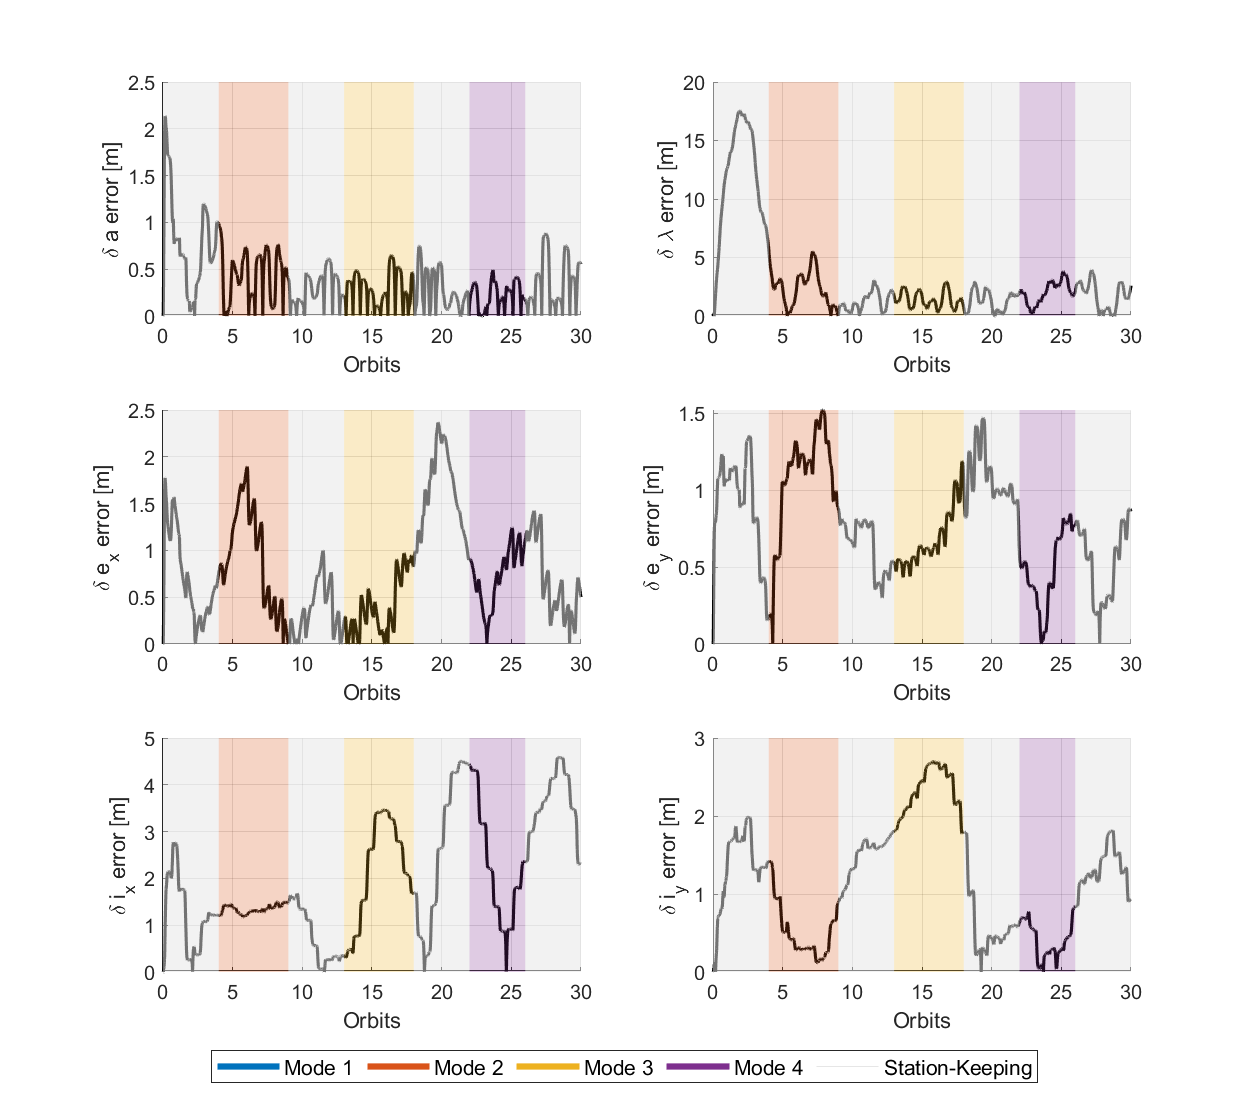 2.5
2
1.5
1
0.5
0
δ a error [m]
0 5 10 15 20 25 30
Orbits
20
15
10
5
0
δ λ error [m]
0 5 10 15 20 25 30
Orbits
2.5
2
1.5
1
0.5
0
δ e_x error [m]
0 5 10 15 20 25 30
Orbits
1.5
1
0.5
0
δ e_y error [m]
0 5 10 15 20 25 30
Orbits
5
4
3
2
1
0
δ i_x error [m]
0 5 10 15 20 25 30
Orbits
3
2
1
0
δ i_y error [m]
0 5 10 15 20 25 30
Orbits
Mode 1 Mode 2 Mode 3 Mode 4 Station-Keeping